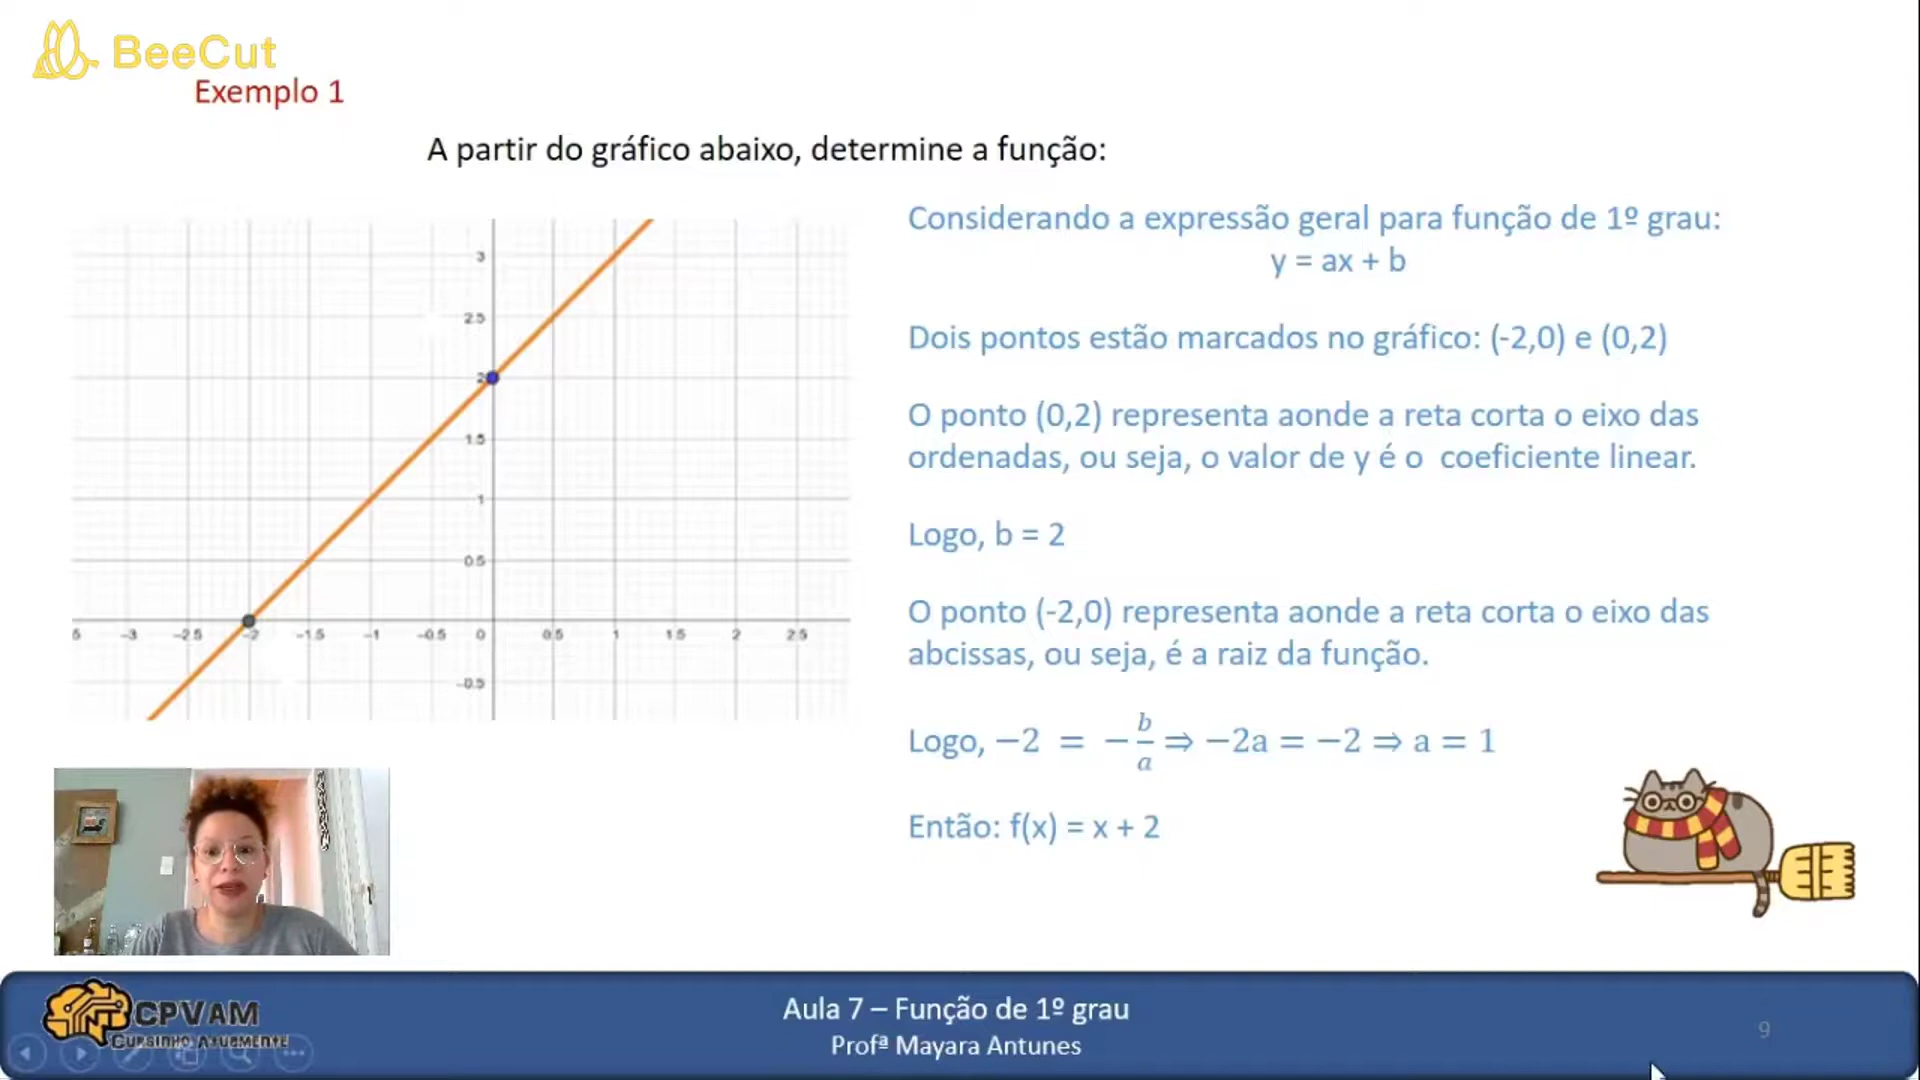 BeeCut
Exemplo 1
A partir do gráfico abaixo, determine a função:
Considerando a expressão geral para função de 1º grau:
y = ax + b
Dois pontos estão marcados no gráfico: (-2,0) e (0,2)
O ponto (0,2) representa aonde a reta corta o eixo das
ordenadas, ou seja, o valor de y é o coeficiente linear.
Logo, b = 2
O ponto (-2,0) representa aonde a reta corta o eixo das
abcissas, ou seja, é a raiz da função.
Logo, −2 = −b/a ⇒ −2a = −2 ⇒ a = 1
Então: f(x) = x + 2
3
2.5
2
1.5
1
0.5
5 -3 -2.5 -2 -1.5 -1 -0.5 0 0.5 1 1.5 2 2.5
-0.5
CPVAM
CURSINHO AYUSMENTE
Aula 7 – Função de 1º grau
Profª Mayara Antunes
9